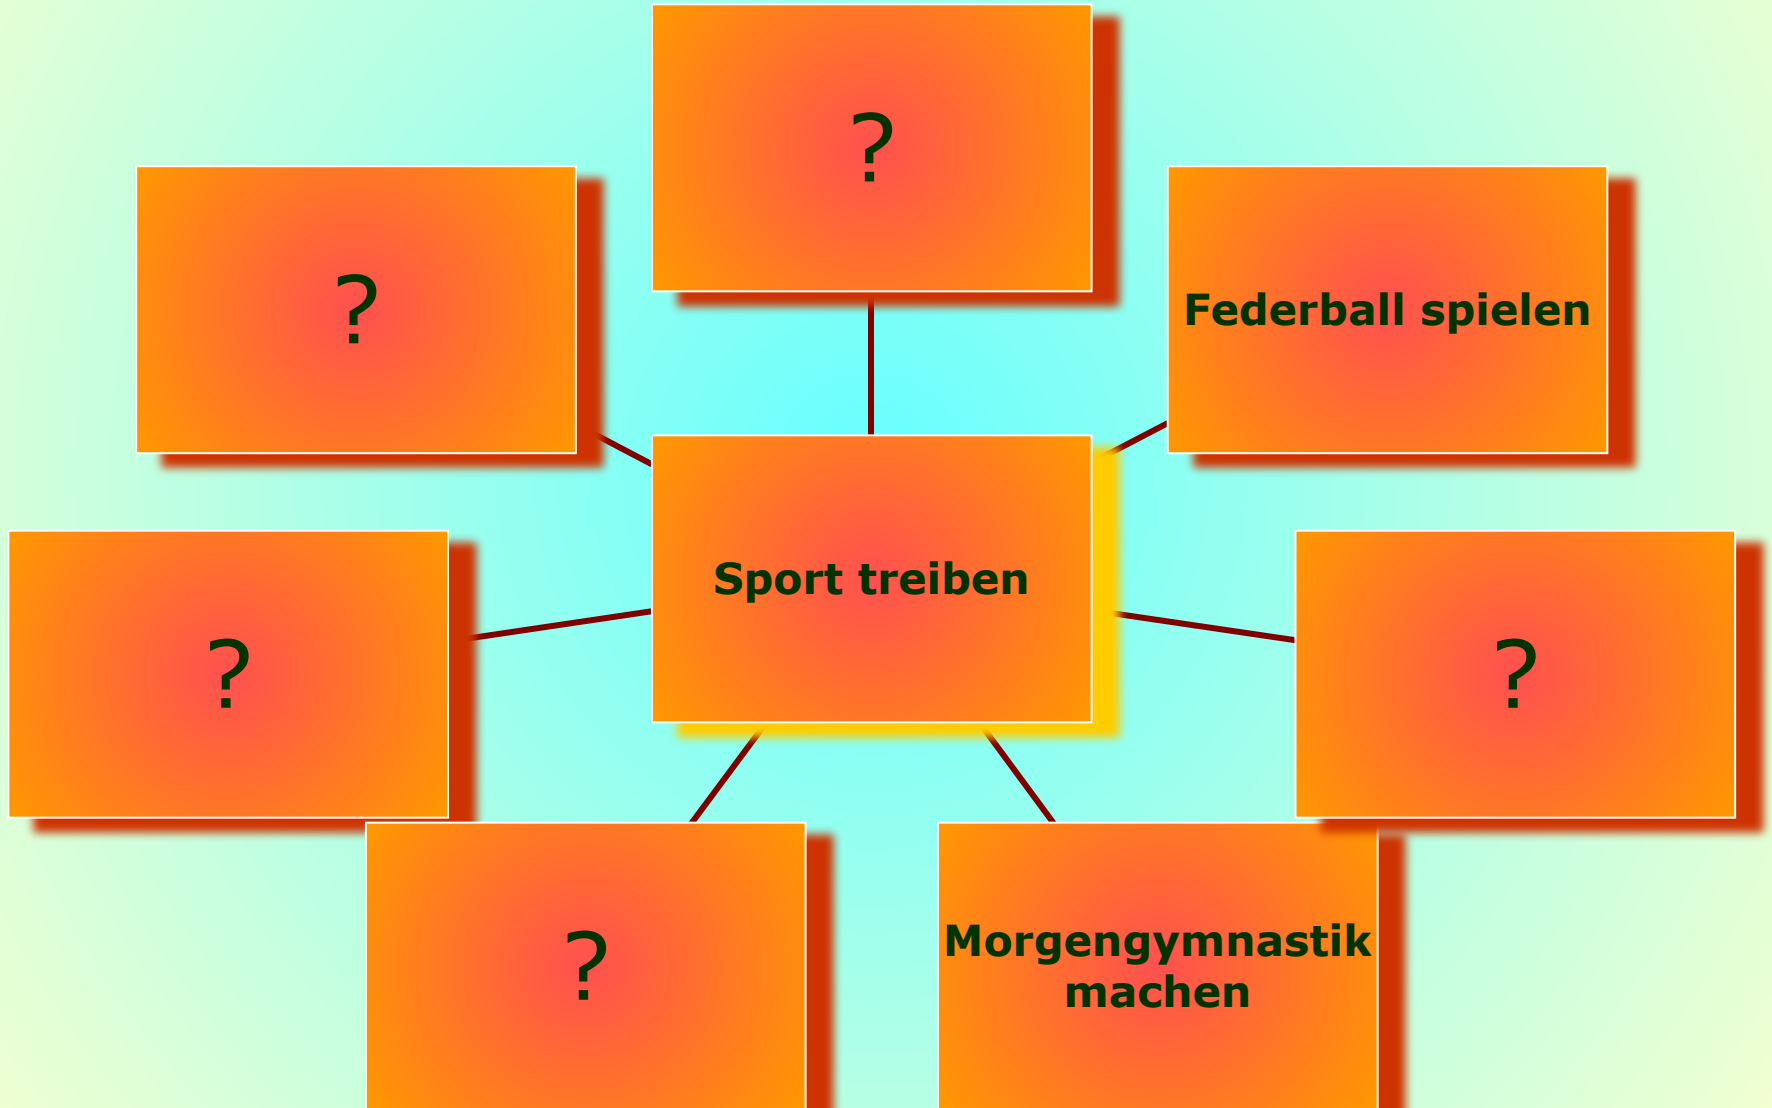 ?
?
Federball spielen
Sport treiben
?
?
?
Morgengymnastik
machen